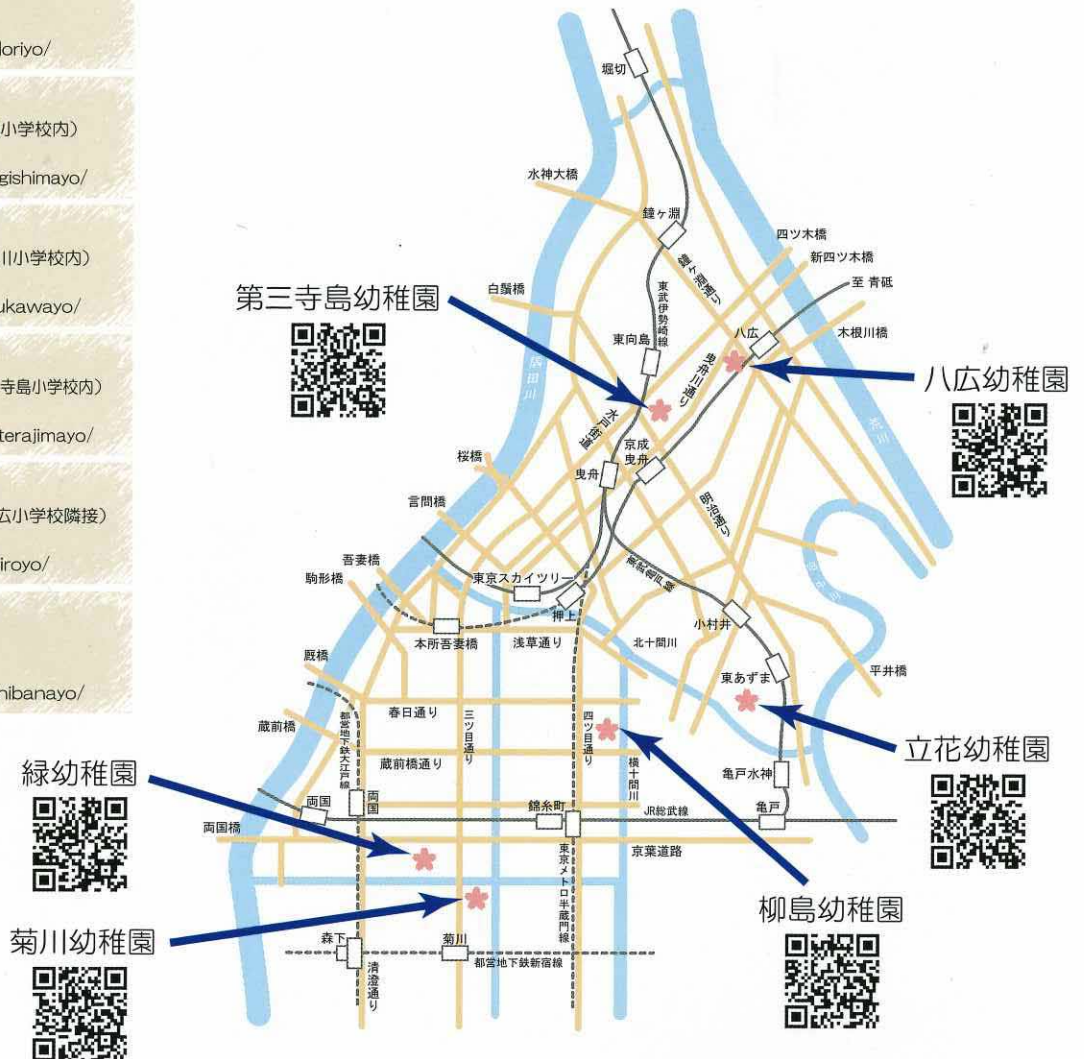 loriyo/
小学校内）
gishimayo/
川小学校内）
ukawayo/
寺島小学校内）
terajimayo/
広小学校隣接）
iroyo/
hibanayo/
堀切
水神大橋
鐘ヶ淵
鐘ヶ淵通り
四ツ木橋
新四ツ木橋
至 青砥
白鬚橋
東武伊勢崎線
第三寺島幼稚園
東向島
八広
木根川橋
隅田川
曳舟川通り
八広幼稚園
水戸街道
荒川
京成
曳舟
桜橋
曳舟
言問橋
明治通り
吾妻橋
駒形橋
東京スカイツリー
東武亀戸線
押上
小村井
本所吾妻橋
浅草通り
北十間川
厩橋
東あずま
平井橋
春日通り
三ツ目通り
四ツ目通り
蔵前橋
都営地下鉄大江戸線
立花幼稚園
蔵前橋通り
横十間川
亀戸水神
緑幼稚園
両国
両国
錦糸町
JR総武線
亀戸
両国橋
京葉道路
東京メトロ半蔵門線
柳島幼稚園
菊川幼稚園
森下
菊川
都営地下鉄新宿線
清澄通り